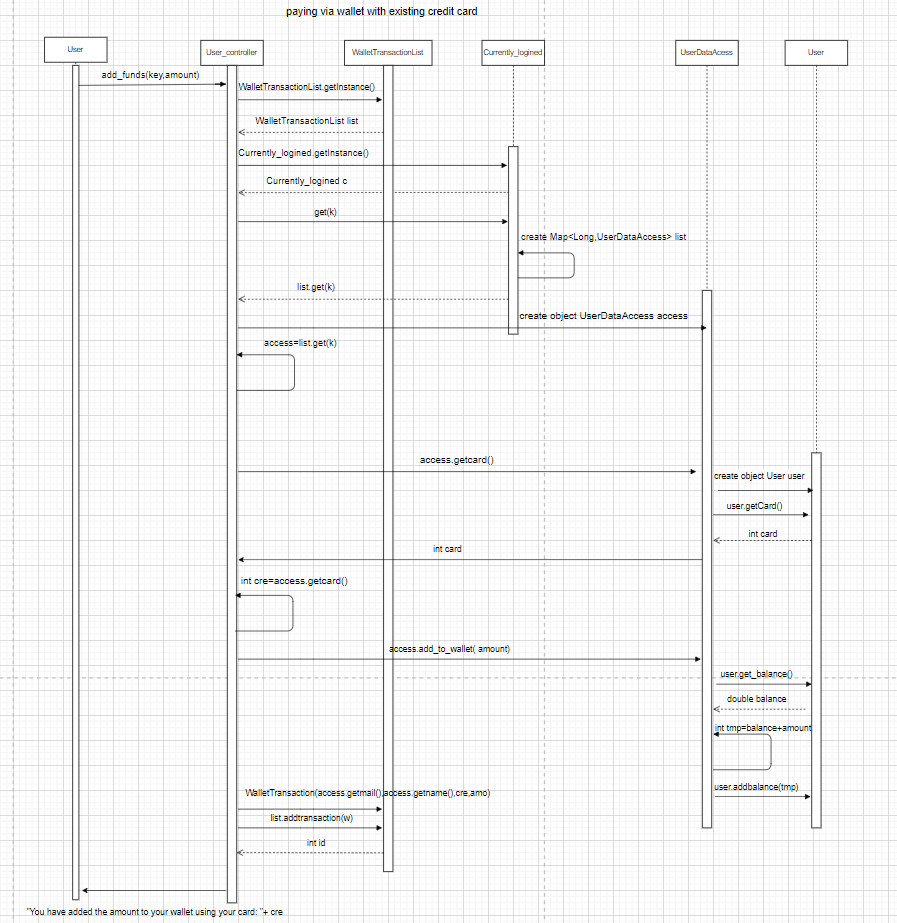 paying via wallet with existing credit card
User
User_controller
WalletTransactionList
Currently_logined
UserDataAcess
User
add_funds(key,amount)
WalletTransactionList.getInstance()
WalletTransactionList list
Currently_logined.getInstance()
Currently_logined c
get(k)
create Map<Long,UserDataAccess> list
list.get(k)
create object UserDataAccess access
access=list.get(k)
access.getcard()
create object User user
user.getCard()
int card
int card
int cre=access.getcard()
access.add_to_wallet( amount)
user.get_balance()
double balance
int tmp=balance+amount
user.addbalance(tmp)
WalletTransaction(access.getmail(),access.getname(),cre,amo)
list.addtransaction(w)
int id
"You have added the amount to your wallet using your card: "+ cre